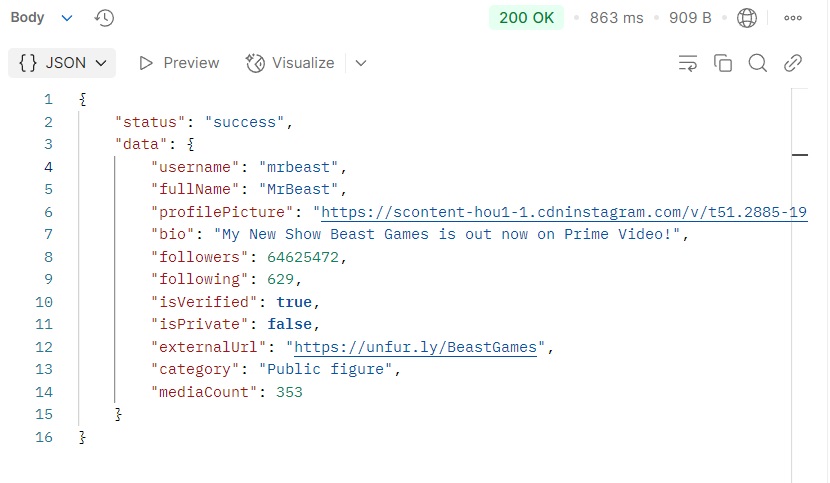 Body 200 OK 863 ms 909 B
{} JSON Preview Visualize
1 {
2 "status": "success",
3 "data": {
4 "username": "mrbeast",
5 "fullName": "MrBeast",
6 "profilePicture": "https://scontent-hou1-1.cdninstagram.com/v/t51.2885-19
7 "bio": "My New Show Beast Games is out now on Prime Video!",
8 "followers": 64625472,
9 "following": 629,
10 "isVerified": true,
11 "isPrivate": false,
12 "externalUrl": "https://unfur.ly/BeastGames",
13 "category": "Public figure",
14 "mediaCount": 353
15 }
16 }